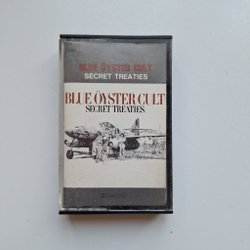 BLUE ÖYSTER CULT
SECRET TREATIES
BLUE ÖYSTER CULT
SECRET TREATIES.